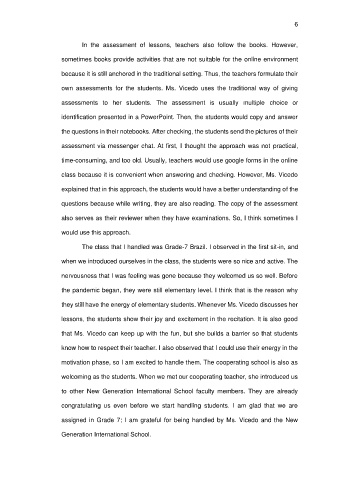 6
In the assessment of lessons, teachers also follow the books. However,
sometimes books provide activities that are not suitable for the online environment
because it is still anchored in the traditional setting. Thus, the teachers formulate their
own assessments for the students. Ms. Vicedo uses the traditional way of giving
assessments to her students. The assessment is usually multiple choice or
identification presented in a PowerPoint. Then, the students would copy and answer
the questions in their notebooks. After checking, the students send the pictures of their
assessment via messenger chat. At first, I thought the approach was not practical,
time-consuming, and too old. Usually, teachers would use google forms in the online
class because it is convenient when answering and checking. However, Ms. Vicedo
explained that in this approach, the students would have a better understanding of the
questions because while writing, they are also reading. The copy of the assessment
also serves as their reviewer when they have examinations. So, I think sometimes I
would use this approach.
The class that I handled was Grade-7 Brazil. I observed in the first sit-in, and
when we introduced ourselves in the class, the students were so nice and active. The
nervousness that I was feeling was gone because they welcomed us so well. Before
the pandemic began, they were still elementary level. I think that is the reason why
they still have the energy of elementary students. Whenever Ms. Vicedo discusses her
lessons, the students show their joy and excitement in the recitation. It is also good
that Ms. Vicedo can keep up with the fun, but she builds a barrier so that students
know how to respect their teacher. I also observed that I could use their energy in the
motivation phase, so I am excited to handle them. The cooperating school is also as
welcoming as the students. When we met our cooperating teacher, she introduced us
to other New Generation International School faculty members. They are already
congratulating us even before we start handling students. I am glad that we are
assigned in Grade 7; I am grateful for being handled by Ms. Vicedo and the New
Generation International School.